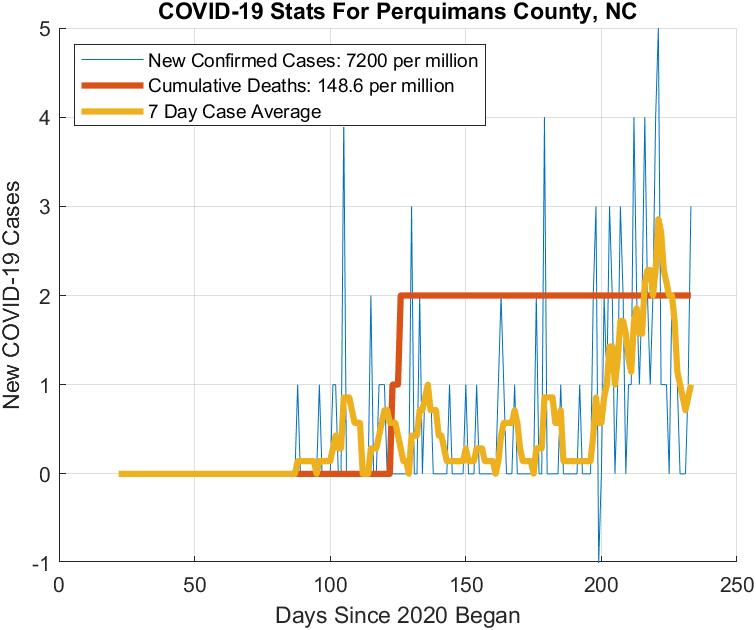 COVID-19 Stats For Perquimans County, NC
New Confirmed Cases: 7200 per million
Cumulative Deaths: 148.6 per million
7 Day Case Average
New COVID-19 Cases
5
4
3
2
1
0
-1
0 50 100 150 200 250
Days Since 2020 Began